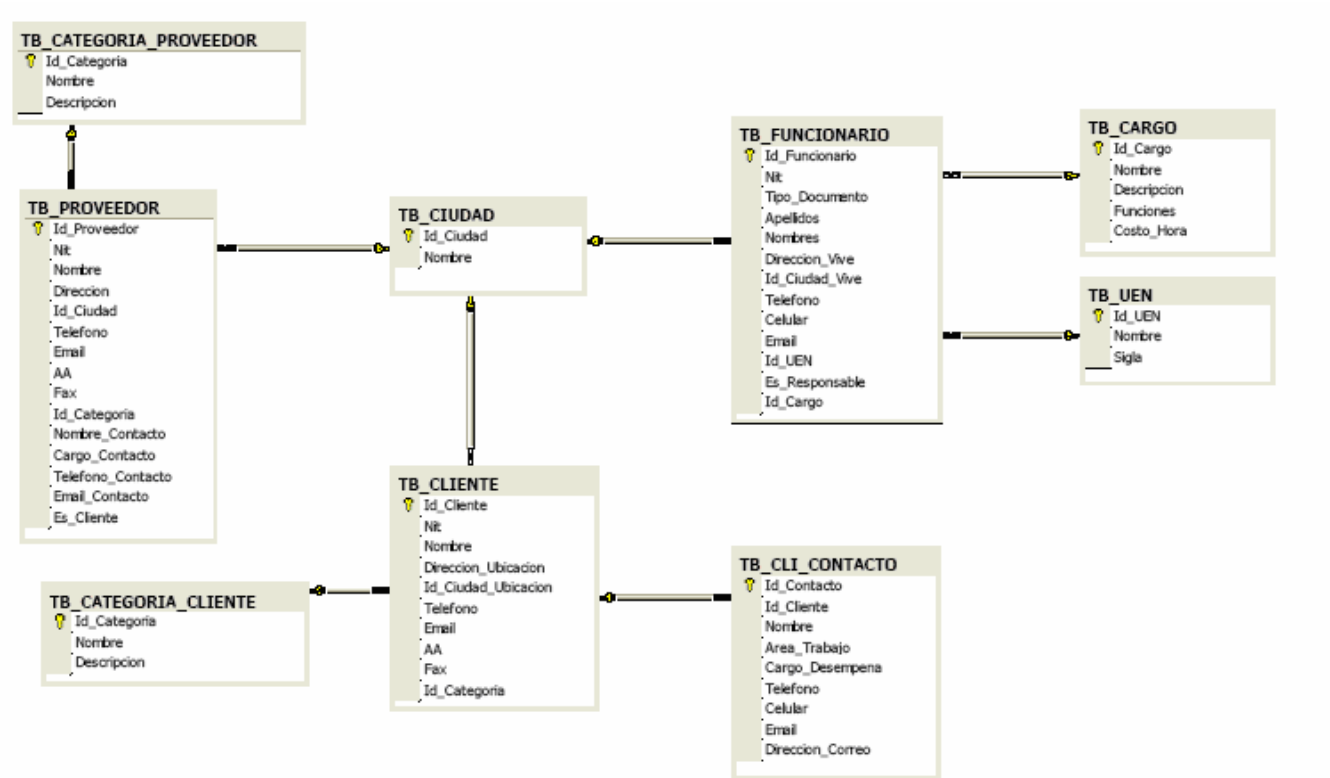 TB_CATEGORIA_PROVEEDOR
Id_Categoria
Nombre
Descripcion
TB_PROVEEDOR
Id_Proveedor
Nit
Nombre
Direccion
Id_Ciudad
Telefono
Email
AA
Fax
Id_Categoria
Nombre_Contacto
Cargo_Contacto
Telefono_Contacto
Email_Contacto
Es_Cliente
TB_CIUDAD
Id_Ciudad
Nombre
TB_FUNCIONARIO
Id_Funcionario
Nit
Tipo_Documento
Apellidos
Nombres
Direccion_Vive
Id_Ciudad_Vive
Telefono
Celular
Email
Id_UEN
Es_Responsable
Id_Cargo
TB_CARGO
Id_Cargo
Nombre
Descripcion
Funciones
Costo_Hora
TB_UEN
Id_UEN
Nombre
Sigla
TB_CLIENTE
Id_Cliente
Nit
Nombre
Direccion_Ubicacion
Id_Ciudad_Ubicacion
Telefono
Email
AA
Fax
Id_Categoria
TB_CATEGORIA_CLIENTE
Id_Categoria
Nombre
Descripcion
TB_CLI_CONTACTO
Id_Contacto
Id_Cliente
Nombre
Area_Trabajo
Cargo_Desempena
Telefono
Celular
Email
Direccion_Correo